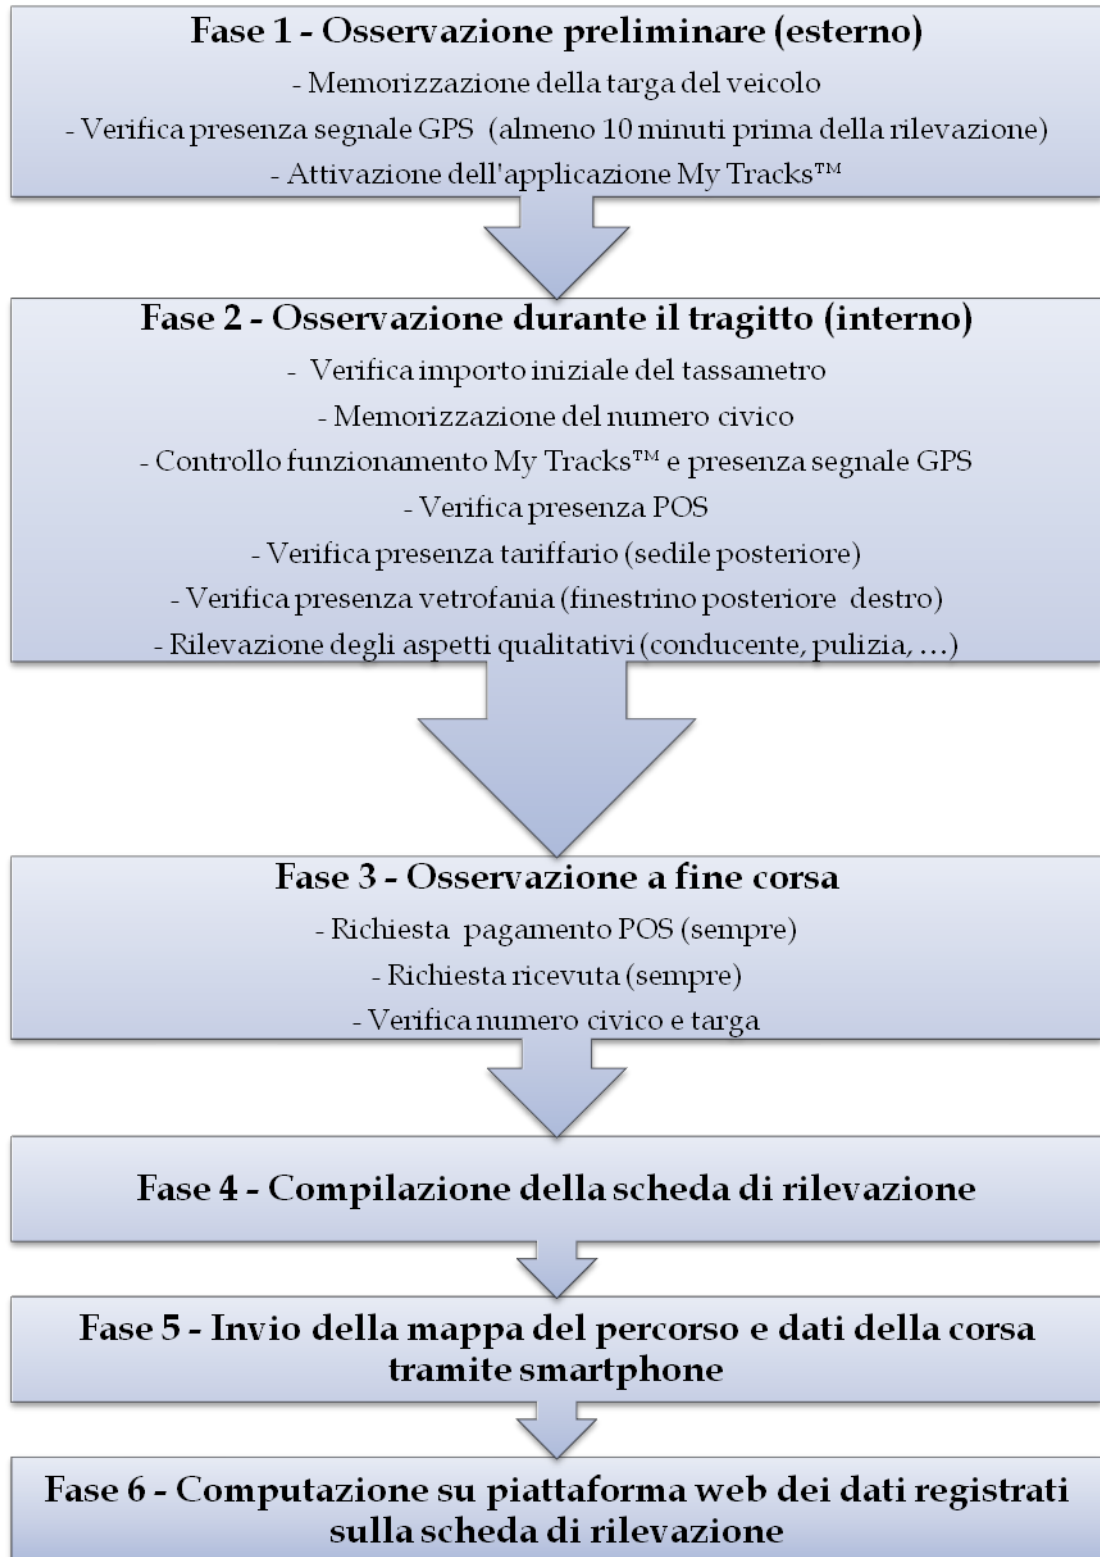 Fase 1 - Osservazione preliminare (esterno)
- Memorizzazione della targa del veicolo
- Verifica presenza segnale GPS (almeno 10 minuti prima della rilevazione)
- Attivazione dell'applicazione My Tracks™
Fase 2 - Osservazione durante il tragitto (interno)
- Verifica importo iniziale del tassametro
- Memorizzazione del numero civico
- Controllo funzionamento My Tracks™ e presenza segnale GPS
- Verifica presenza POS
- Verifica presenza tariffario (sedile posteriore)
- Verifica presenza vetrofania (finestrino posteriore destro)
- Rilevazione degli aspetti qualitativi (conducente, pulizia, …)
Fase 3 - Osservazione a fine corsa
- Richiesta pagamento POS (sempre)
- Richiesta ricevuta (sempre)
- Verifica numero civico e targa
Fase 4 - Compilazione della scheda di rilevazione
Fase 5 - Invio della mappa del percorso e dati della corsa
tramite smartphone
Fase 6 - Computazione su piattaforma web dei dati registrati
sulla scheda di rilevazione